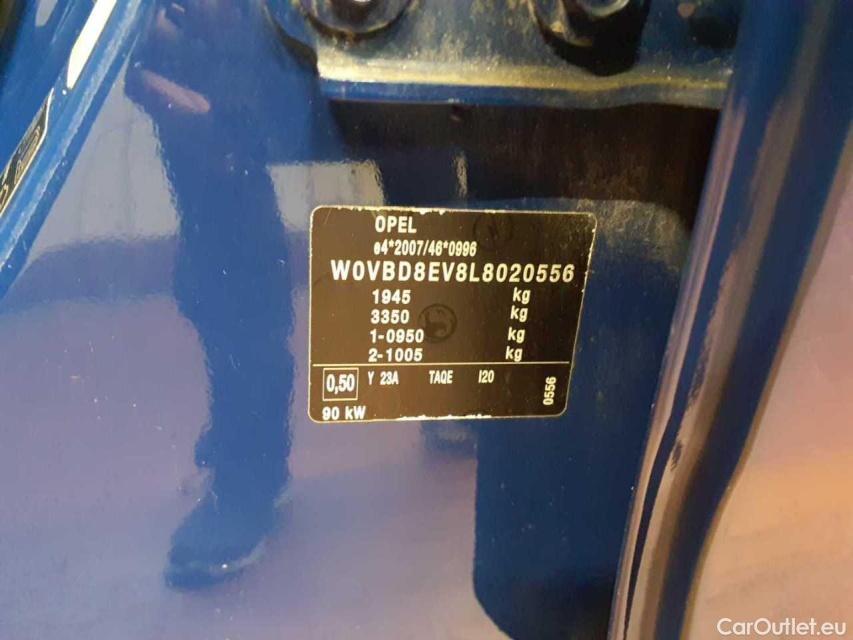 OPEL
e4*2007/46*0996
W0VBD8EV8L8020556
1945 kg
3350 kg
1-0950 kg
2-1005 kg
0,50 Y 23A TAQE I20 0556
90 kW
CarOutlet.eu